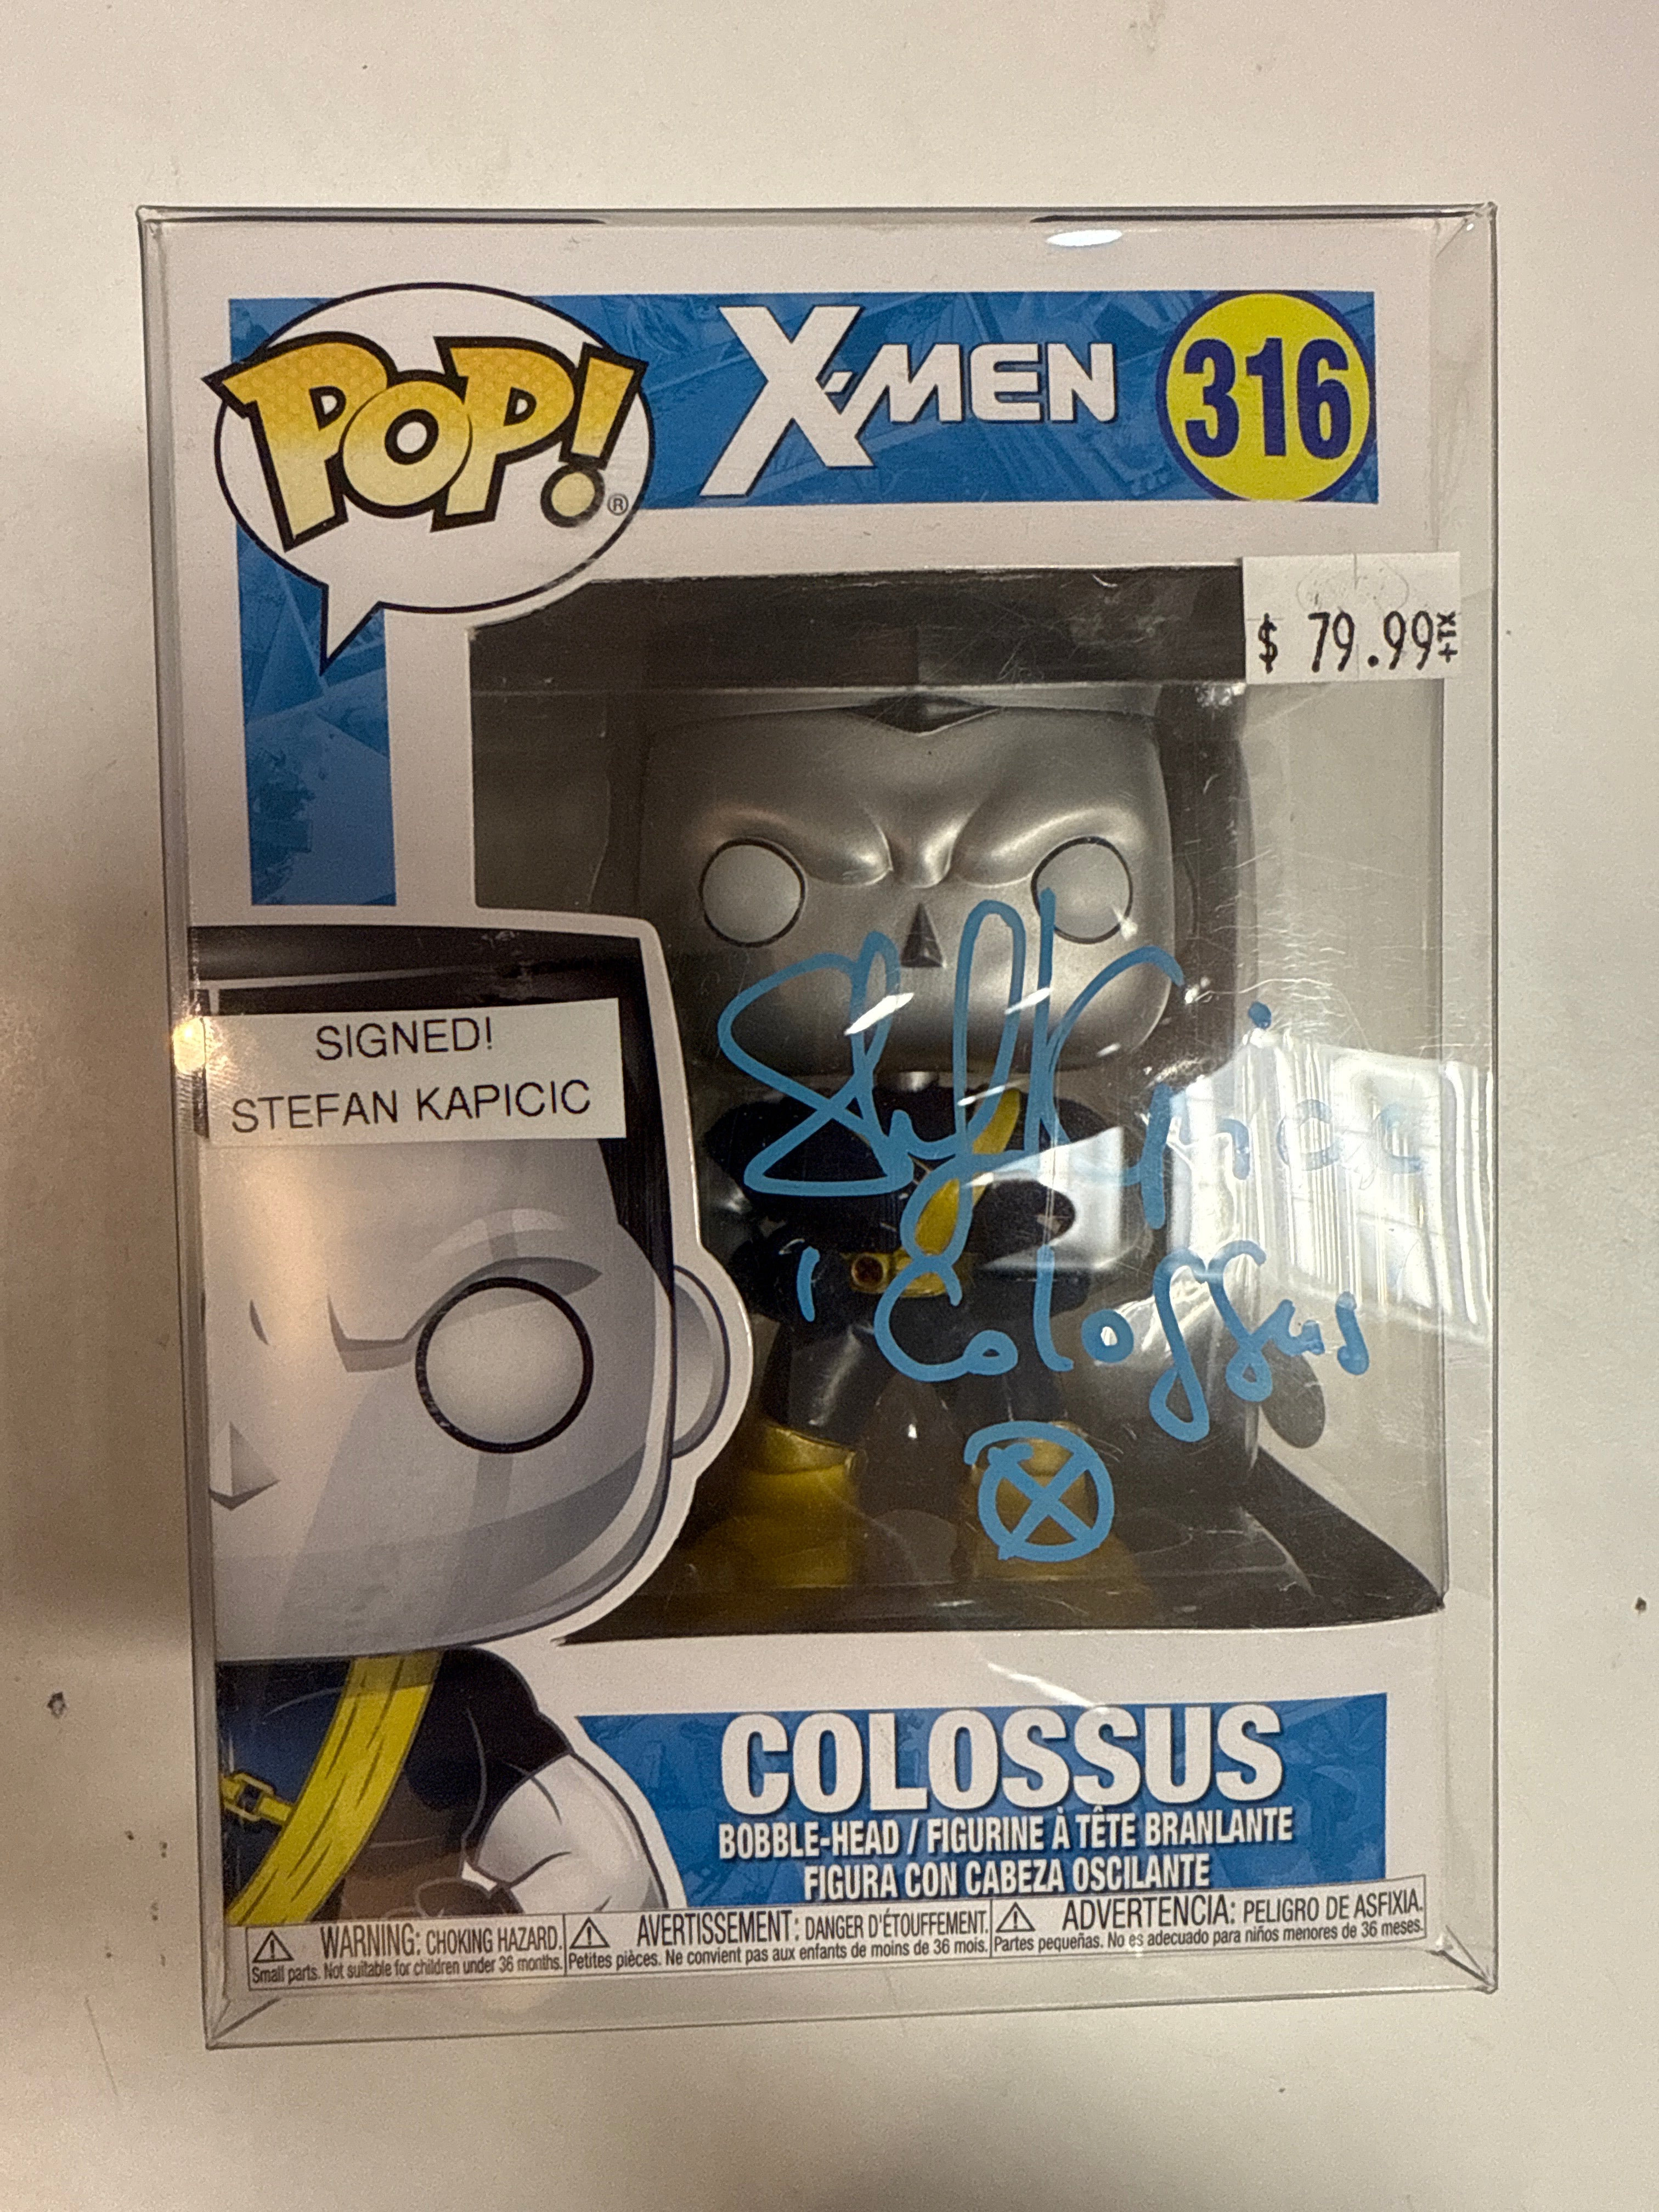 POP!®
X-MEN
316
$ 79.99 +TX
SIGNED!
STEFAN KAPICIC
'Colossus
COLOSSUS
BOBBLE-HEAD / FIGURINE À TÊTE BRANLANTE
FIGURA CON CABEZA OSCILANTE
WARNING: CHOKING HAZARD.
Small parts. Not suitable for children under 36 months.
AVERTISSEMENT: DANGER D'ÉTOUFFEMENT.
Petites pièces. Ne convient pas aux enfants de moins de 36 mois.
ADVERTENCIA: PELIGRO DE ASFIXIA.
Partes pequeñas. No es adecuado para niños menores de 36 meses.